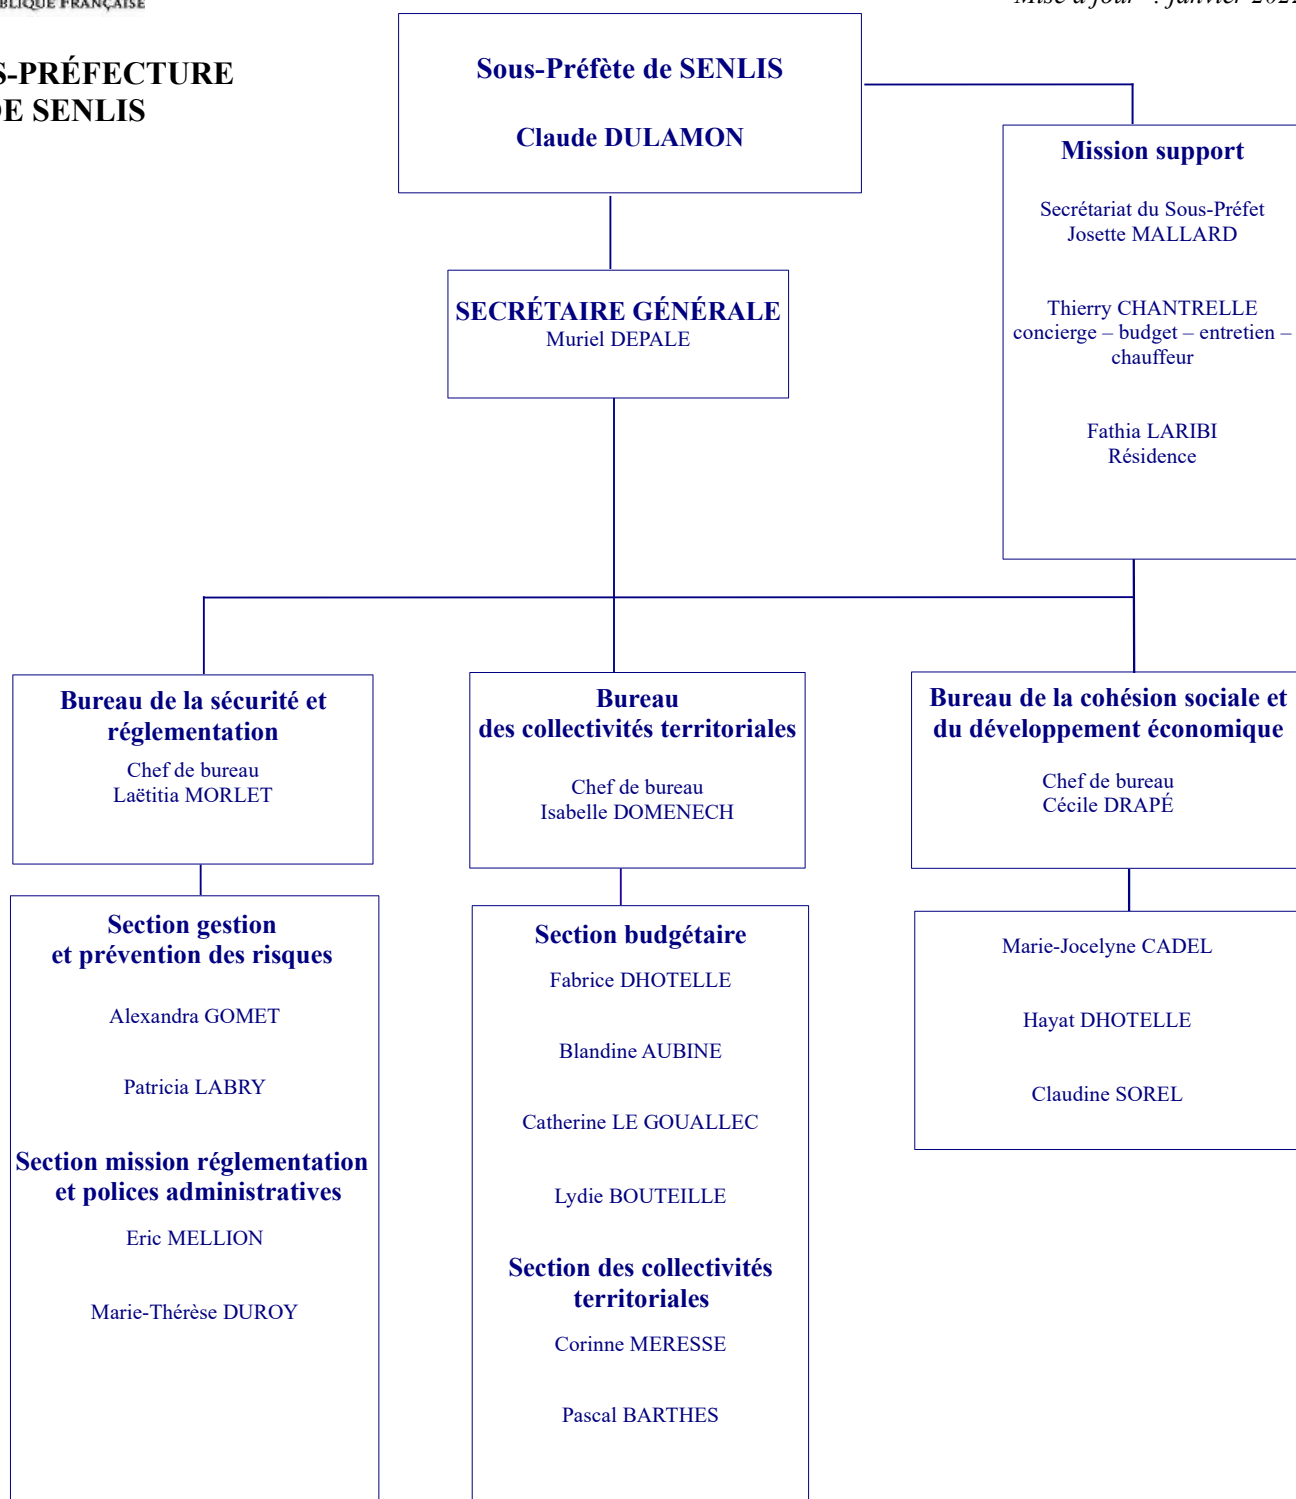 RÉPUBLIQUE FRANÇAISE
Mise à jour : janvier 2022
S-PRÉFECTURE
DE SENLIS
Sous-Préfète de SENLIS
Claude DULAMON
Mission support
Secrétariat du Sous-Préfet
Josette MALLARD
Thierry CHANTRELLE
concierge – budget – entretien –
chauffeur
Fathia LARIBI
Résidence
SECRÉTAIRE GÉNÉRALE
Muriel DEPALE
Bureau de la sécurité et
réglementation
Chef de bureau
Laëtitia MORLET
Section gestion
et prévention des risques
Alexandra GOMET
Patricia LABRY
Section mission réglementation
et polices administratives
Eric MELLION
Marie-Thérèse DUROY
Bureau
des collectivités territoriales
Chef de bureau
Isabelle DOMENECH
Section budgétaire
Fabrice DHOTELLE
Blandine AUBINE
Catherine LE GOUALLEC
Lydie BOUTEILLE
Section des collectivités
territoriales
Corinne MERESSE
Pascal BARTHES
Bureau de la cohésion sociale et
du développement économique
Chef de bureau
Cécile DRAPÉ
Marie-Jocelyne CADEL
Hayat DHOTELLE
Claudine SOREL